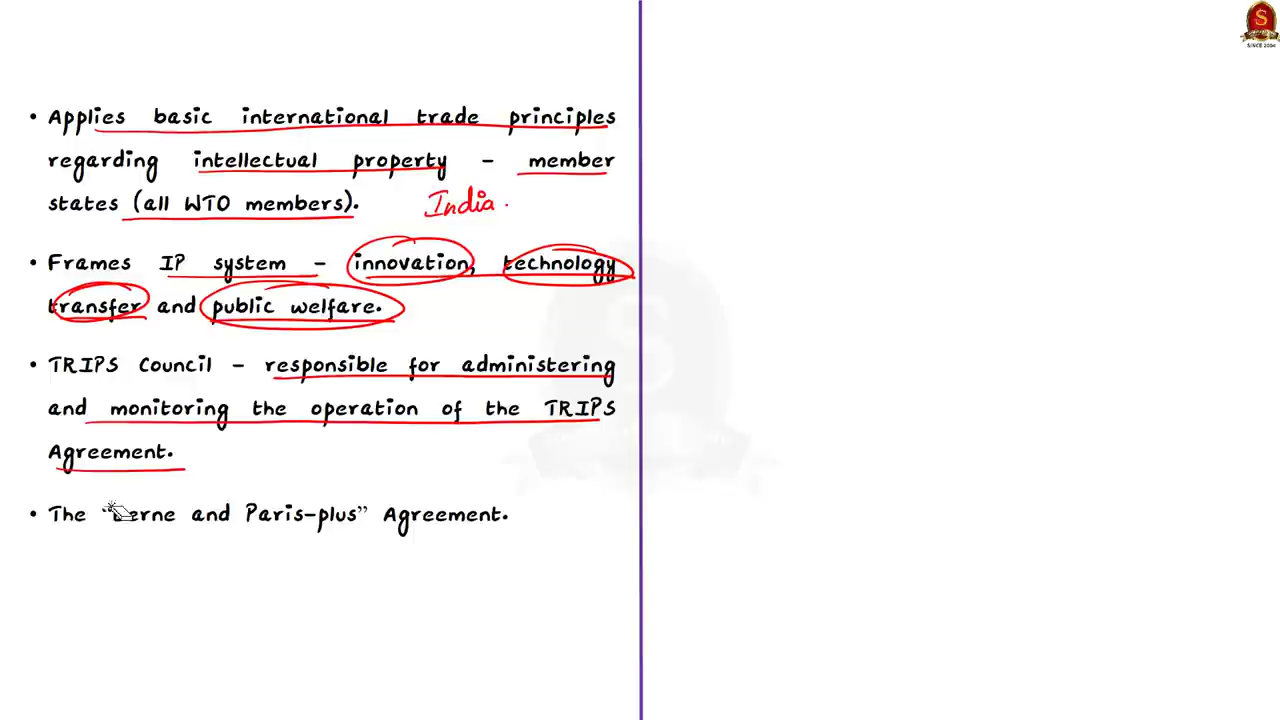 • Applies basic international trade principles
regarding intellectual property - member
states (all WTO members).
India.
• Frames IP system - innovation, technology
transfer and public welfare.
• TRIPS Council - responsible for administering
and monitoring the operation of the TRIPS
Agreement.
• The and Paris-plus” Agreement.
S
SINCE 2004